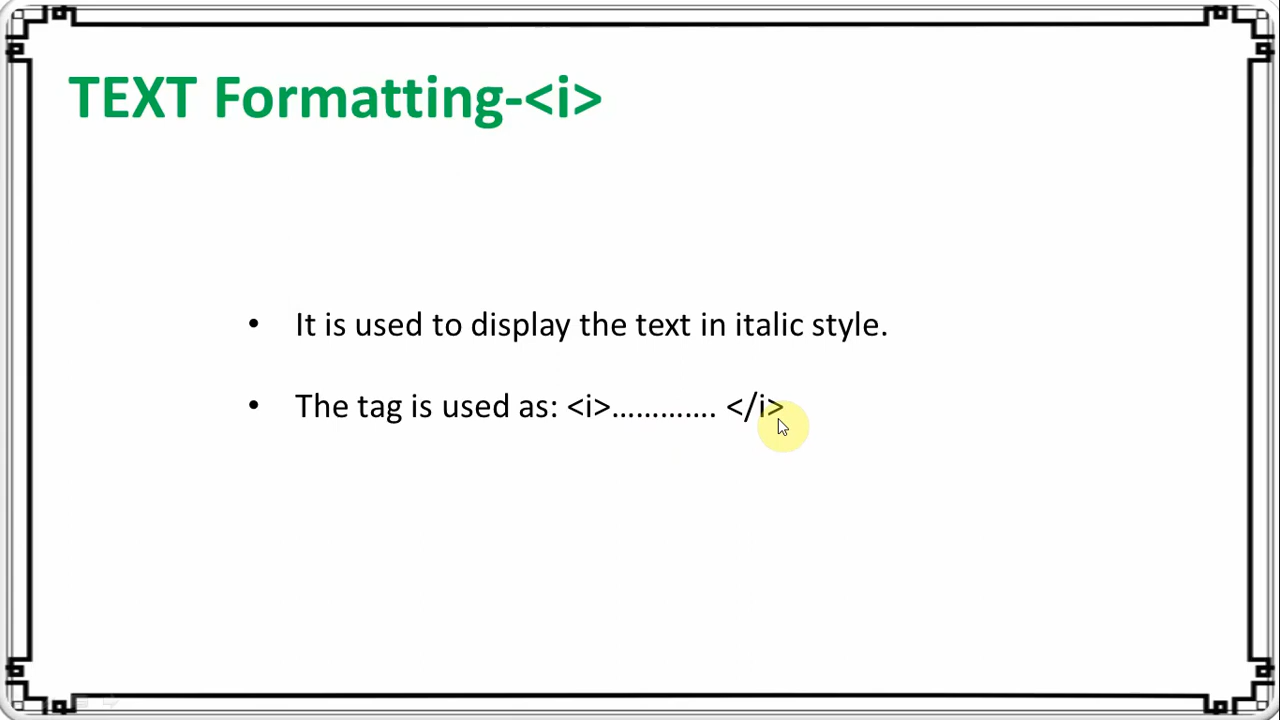 TEXT Formatting-<i>
• It is used to display the text in italic style.
• The tag is used as: <i>…………. </i>